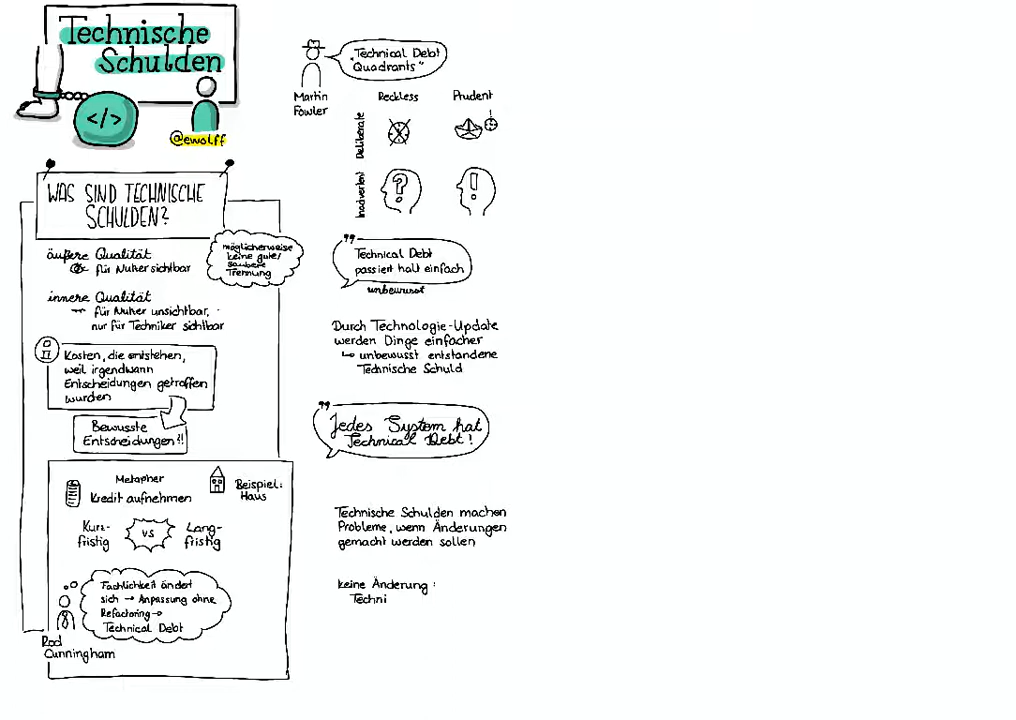 Technische
Schulden
</>
@ewolff
WAS SIND TECHNISCHE
SCHULDEN?
äußere Qualität
für Nutzer sichtbar
möglicherweise
keine gute/
saubere
Trennung
innere Qualität
für Nutzer unsichtbar,
nur für Techniker sichtbar
Kosten, die entstehen,
weil irgendwann
Entscheidungen getroffen
wurden
Bewusste
Entscheidungen?!
Metapher
Kredit aufnehmen
Beispiel:
Haus
Kurz-
fristig
vs
Lang-
fristig
Fachlichkeit ändert
sich → Anpassung ohne
Refactoring →
Technical Debt
Rod
Cunningham
"Technical Debt
Quadrants"
Martin
Fowler
Reckless
Prudent
Deliberate
Inadvertent
?
!
"
Technical Debt
passiert halt einfach
unbewusst
Durch Technologie-Update
werden Dinge einfacher
↳ unbewusst entstandene
Technische Schuld
"
Jedes System hat
Technical Debt!
Technische Schulden machen
Probleme, wenn Änderungen
gemacht werden sollen
keine Änderung:
Techni